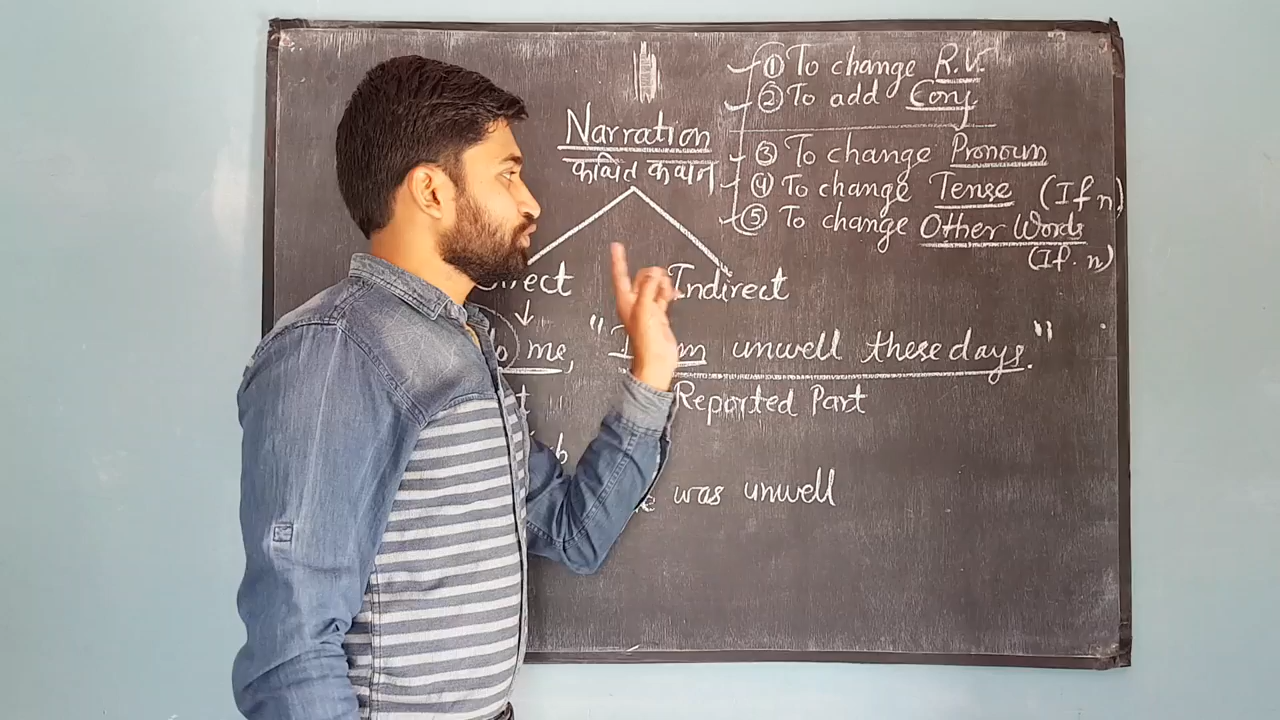 ① To change R.V.
② To add Conj
Narration
कथित कथन
③ To change Pronoun
④ To change Tense (If n)
⑤ To change Other Words
(If. n)
Indirect
me, " am unwell these days."
Reported Part
was unwell